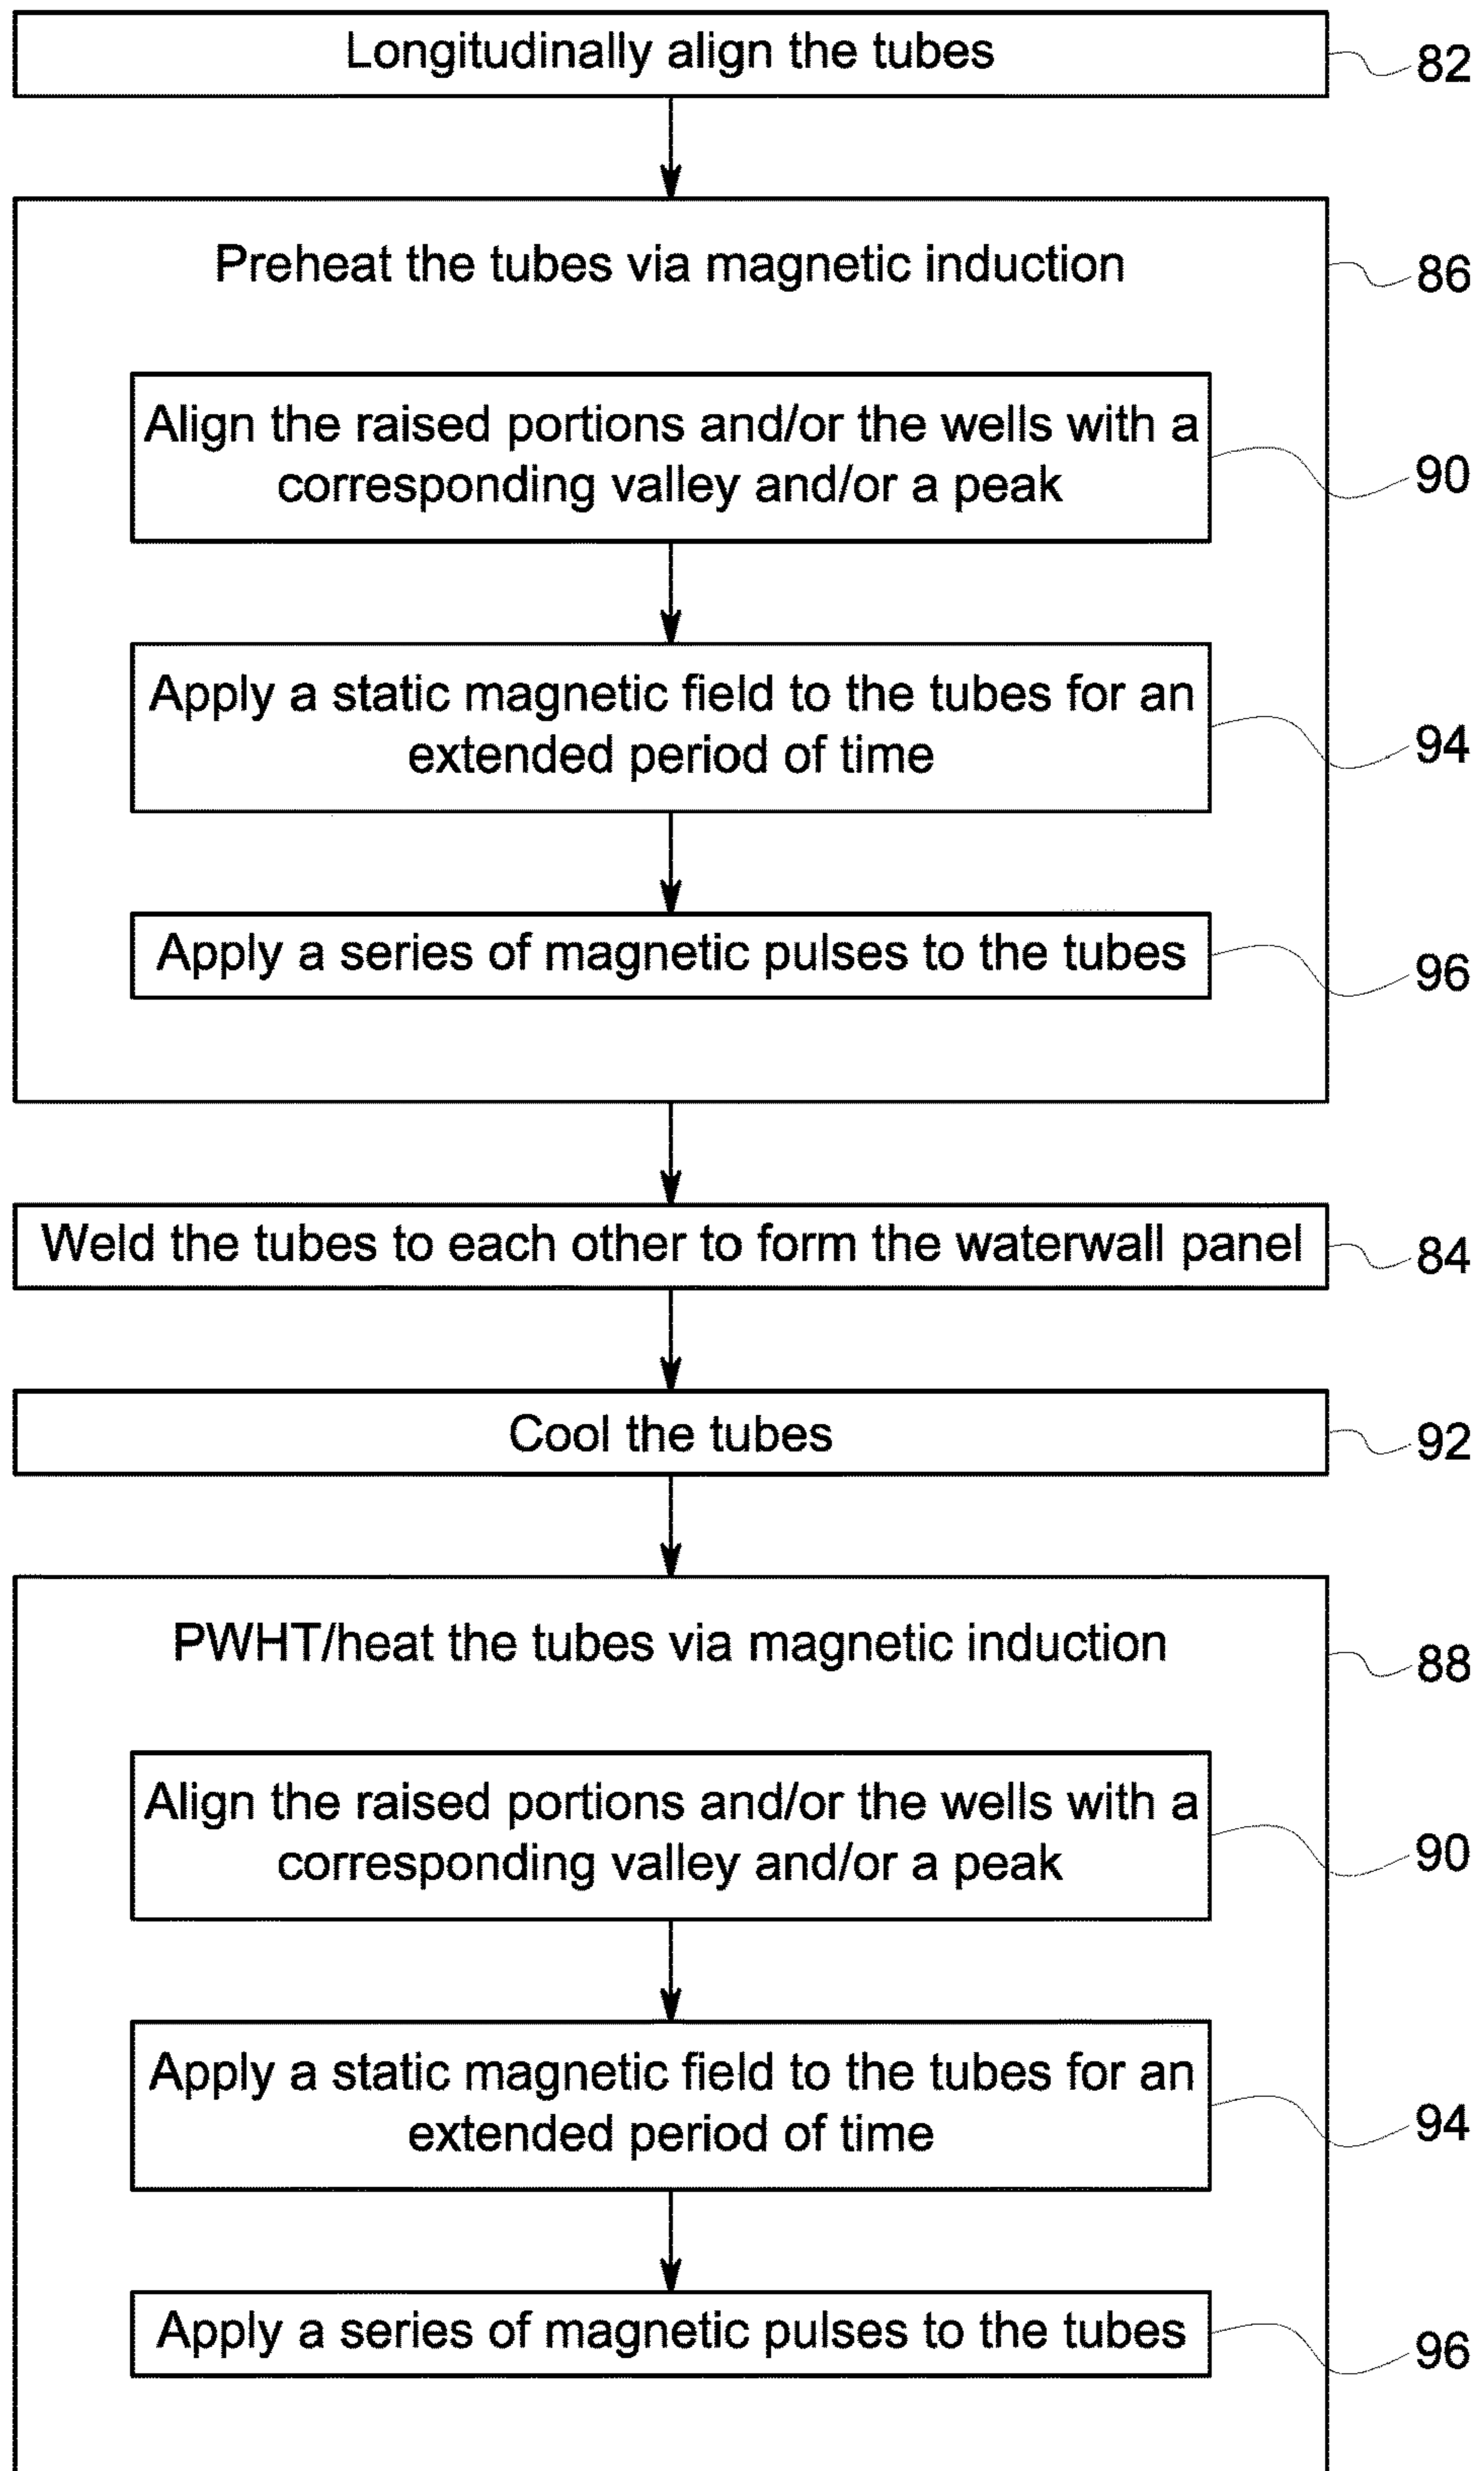 Longitudinally align the tubes
82
Preheat the tubes via magnetic induction
86
Align the raised portions and/or the wells with a
corresponding valley and/or a peak
90
Apply a static magnetic field to the tubes for an
extended period of time
94
Apply a series of magnetic pulses to the tubes
96
Weld the tubes to each other to form the waterwall panel
84
Cool the tubes
92
PWHT/heat the tubes via magnetic induction
88
Align the raised portions and/or the wells with a
corresponding valley and/or a peak
90
Apply a static magnetic field to the tubes for an
extended period of time
94
Apply a series of magnetic pulses to the tubes
96